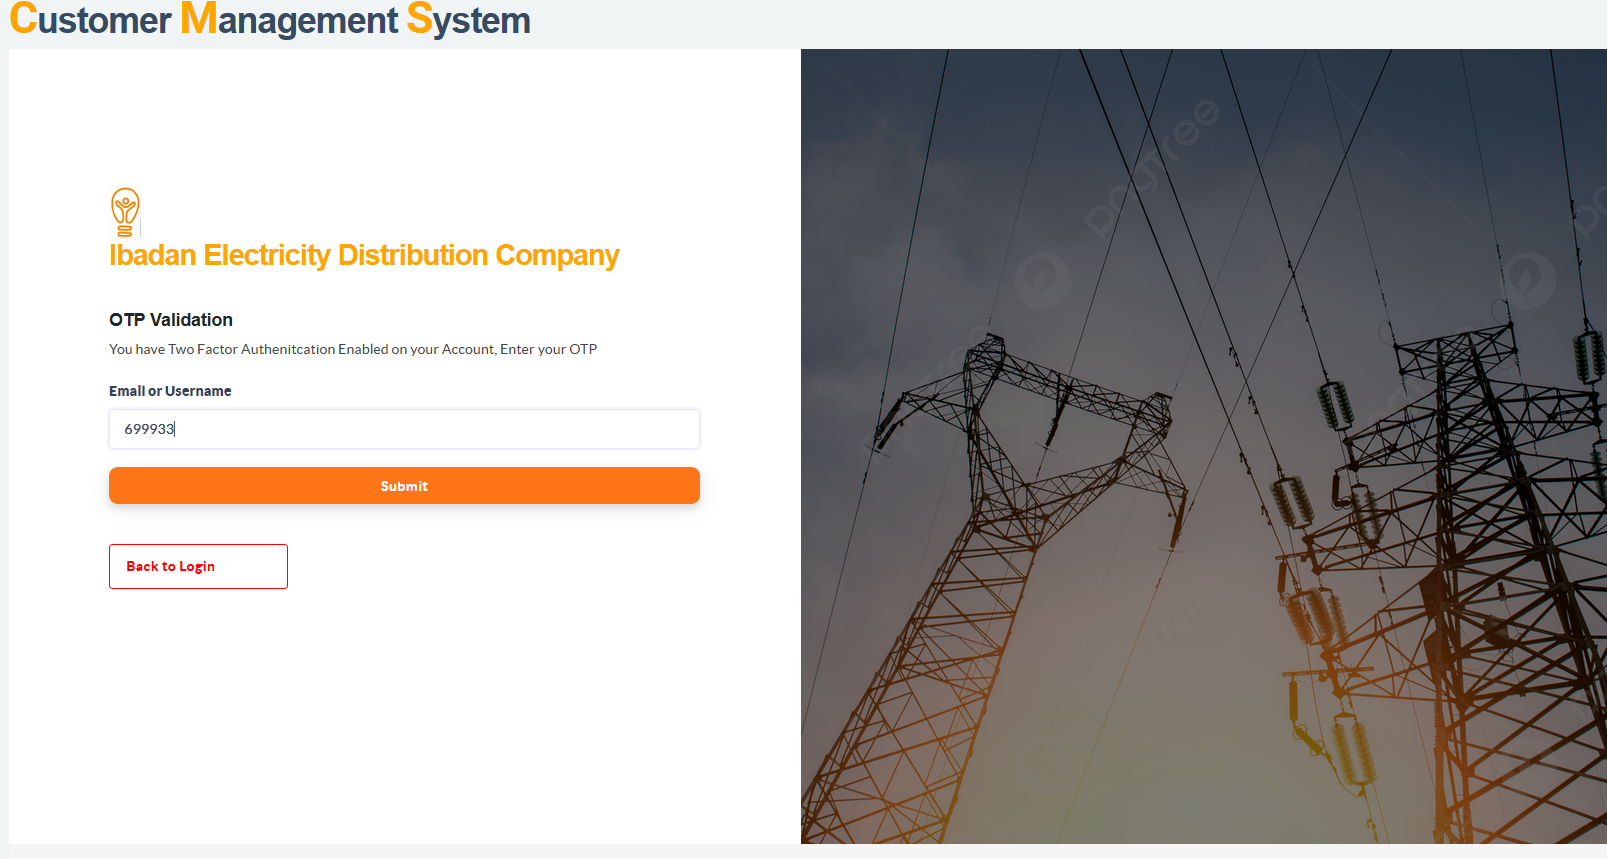 Customer Management System
Ibadan Electricity Distribution Company
OTP Validation
You have Two Factor Authenitcation Enabled on your Account, Enter your OTP
Email or Username
699933
Submit
Back to Login
pngtree